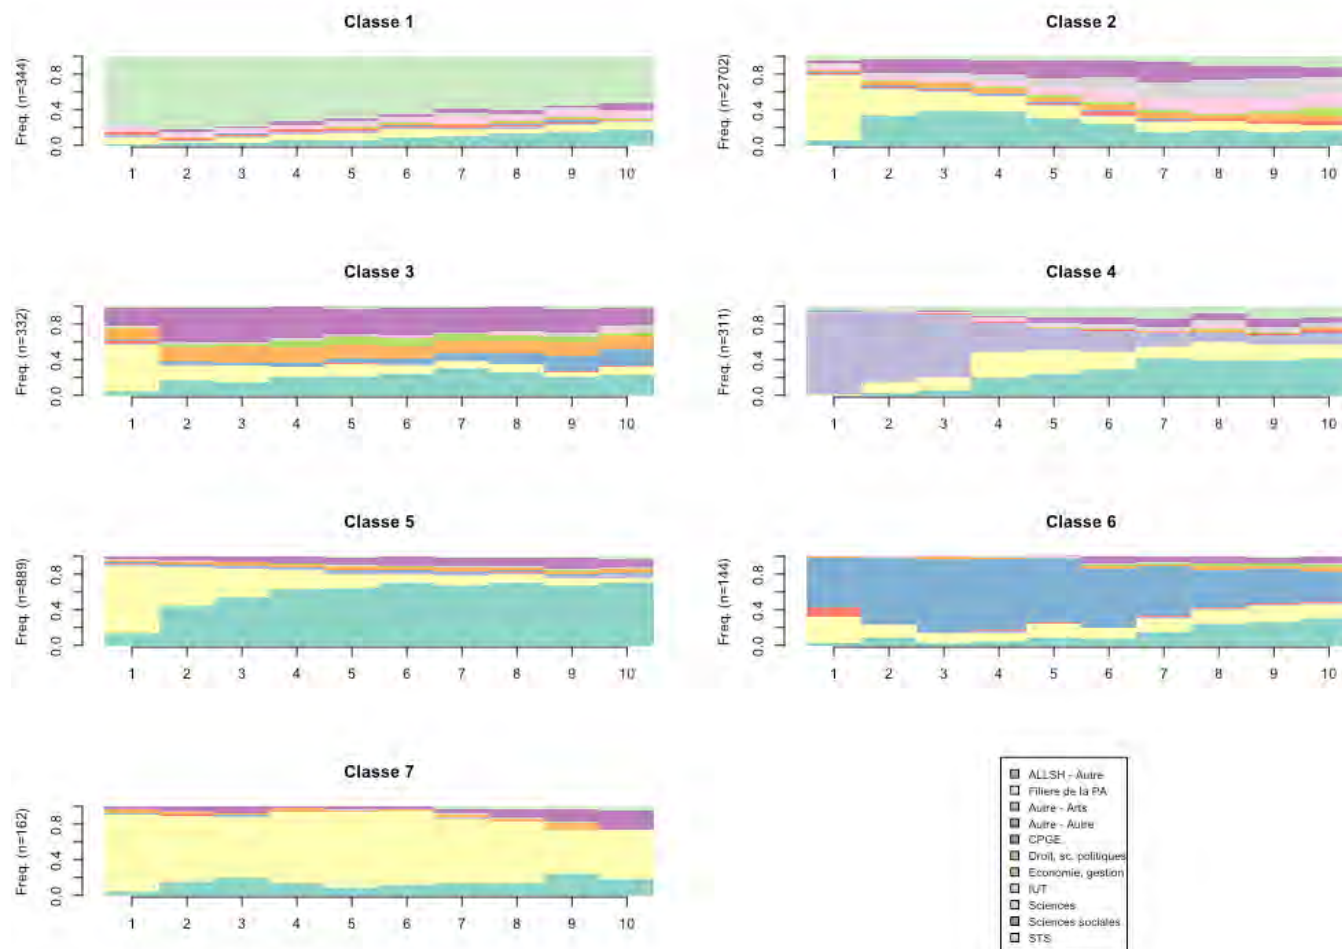 Classe 1
Freq. (n=344)
0.0 0.4 0.8
1 2 3 4 5 6 7 8 9 10
Classe 2
Freq. (n=2702)
0.0 0.4 0.8
1 2 3 4 5 6 7 8 9 10
Classe 3
Freq. (n=332)
0.0 0.4 0.8
1 2 3 4 5 6 7 8 9 10
Classe 4
Freq. (n=311)
0.0 0.4 0.8
1 2 3 4 5 6 7 8 9 10
Classe 5
Freq. (n=889)
0.0 0.4 0.8
1 2 3 4 5 6 7 8 9 10
Classe 6
Freq. (n=144)
0.0 0.4 0.8
1 2 3 4 5 6 7 8 9 10
Classe 7
Freq. (n=162)
0.0 0.4 0.8
1 2 3 4 5 6 7 8 9 10
ALLSH - Autre
Filiere de la PA
Autre - Arts
Autre - Autre
CPGE
Droit, sc. politiques
Economie, gestion
IUT
Sciences
Sciences sociales
STS